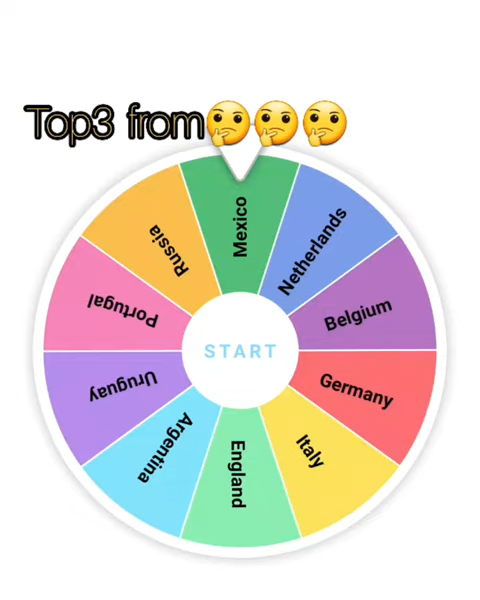 Top3 from🤔🤔🤔
Mexico
Netherlands
Belgium
Germany
Italy
England
Argentina
Uruguay
Portugal
Russia
START